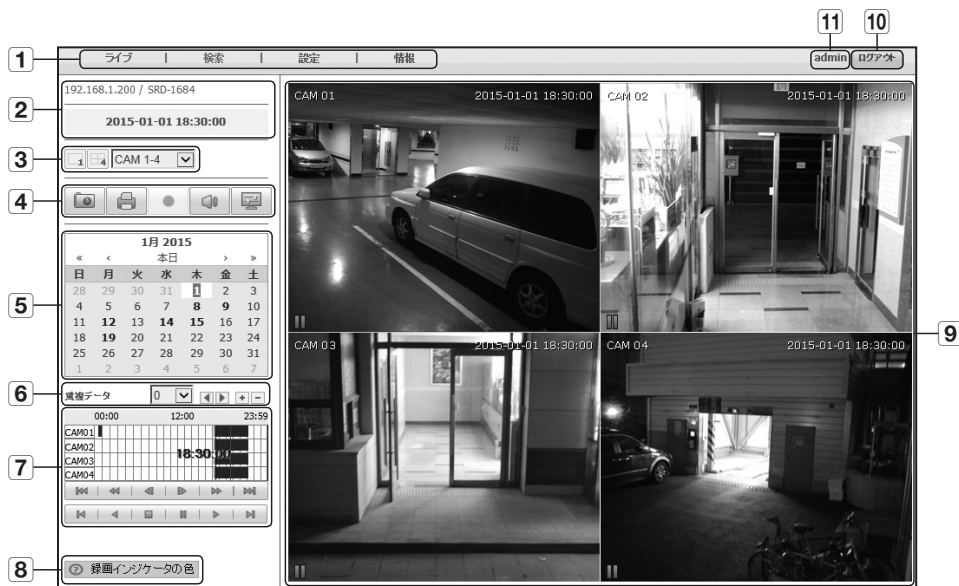 11 10
1 ライブ | 検索 | 設定 | 情報 admin ログアウト
2 192.168.1.200 / SRD-1684
2015-01-01 18:30:00
3 1 4 CAM 1-4
4
5 1月 2015
« ‹ 本日 › »
日 月 火 水 木 金 土
28 29 30 31 1 2 3
4 5 6 7 8 9 10
11 12 13 14 15 16 17
18 19 20 21 22 23 24
25 26 27 28 29 30 31
1 2 3 4 5 6 7
6 重複データ 0
00:00 12:00 23:59
7 CAM01
CAM02
CAM03
CAM04
18:30:00
8 ? 録画インジケータの色
CAM 01 2015-01-01 18:30:00
CAM 02 2015-01-01 18:30:00
9
CAM 03 2015-01-01 18:30:00
CAM 04 2015-01-01 18:30:00